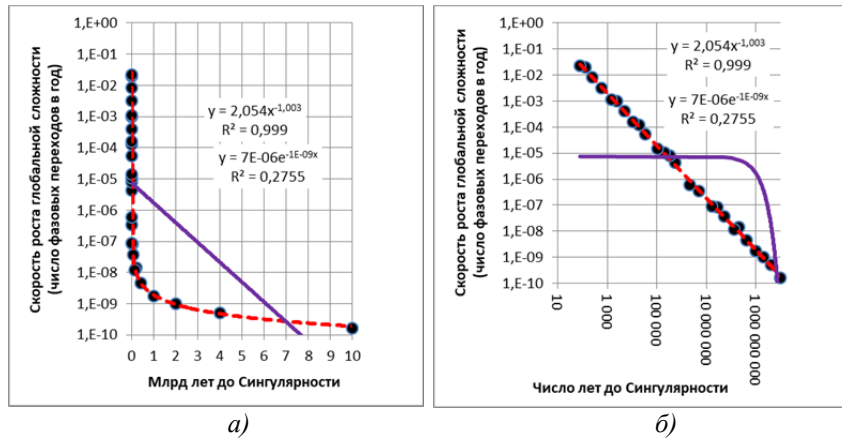 1,E+00
1,E-01
1,E-02
1,E-03
1,E-04
1,E-05
1,E-06
1,E-07
1,E-08
1,E-09
1,E-10
Скорость роста глобальной сложности
(число фазовых переходов в год)
y = 2,054x^-1,003
R² = 0,999
y = 7E-06e^-1E-09x
R² = 0,2755
0 1 2 3 4 5 6 7 8 9 10
Млрд лет до Сингулярности
а)
1,E+00
1,E-01
1,E-02
1,E-03
1,E-04
1,E-05
1,E-06
1,E-07
1,E-08
1,E-09
1,E-10
Скорость роста глобальной сложности
(число фазовых переходов в год)
y = 2,054x^-1,003
R² = 0,999
y = 7E-06e^-1E-09x
R² = 0,2755
10
1 000
100 000
10 000 000
1 000 000 000
Число лет до Сингулярности
б)